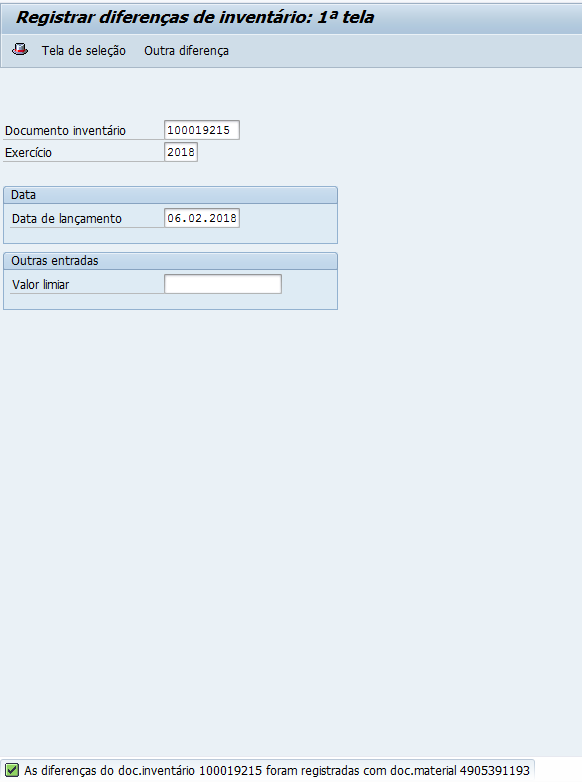 Registrar diferenças de inventário: 1ª tela
Tela de seleção Outra diferença
Documento inventário 100019215
Exercício 2018
Data
Data de lançamento 06.02.2018
Outras entradas
Valor limiar
As diferenças do doc.inventário 100019215 foram registradas com doc.material 4905391193